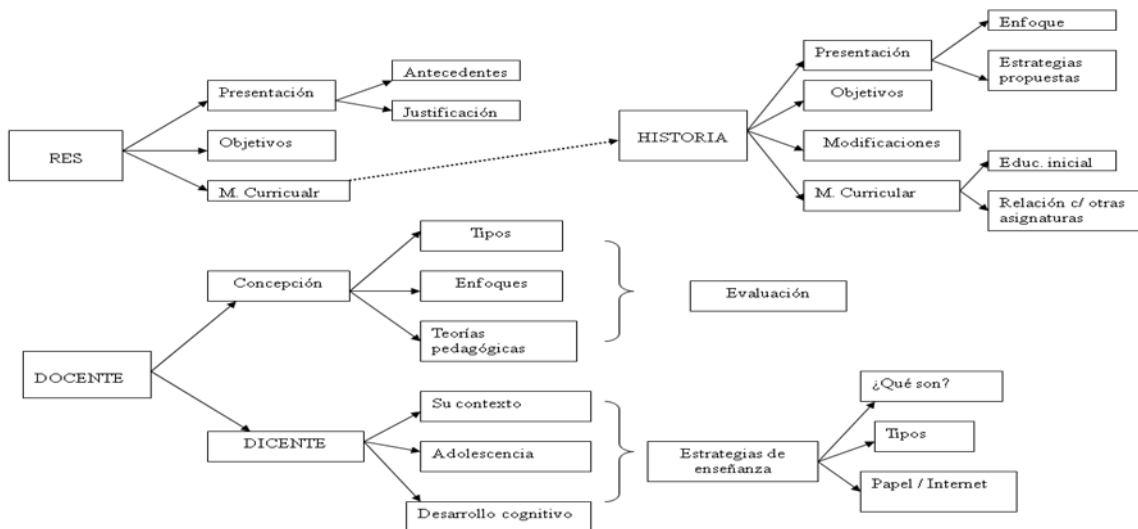 RES
Presentación
Objetivos
M. Curricualr
Antecedentes
Justificación
HISTORIA
Presentación
Objetivos
Modificaciones
M. Curricular
Enfoque
Estrategias
propuestas
Educ. inicial
Relación c/ otras
asignaturas
DOCENTE
Concepción
Tipos
Enfoques
Teorías
pedagógicas
Evaluación
DICENTE
Su contexto
Adolescencia
Desarrollo cognitivo
Estrategias de
enseñanza
¿Qué son?
Tipos
Papel / Internet